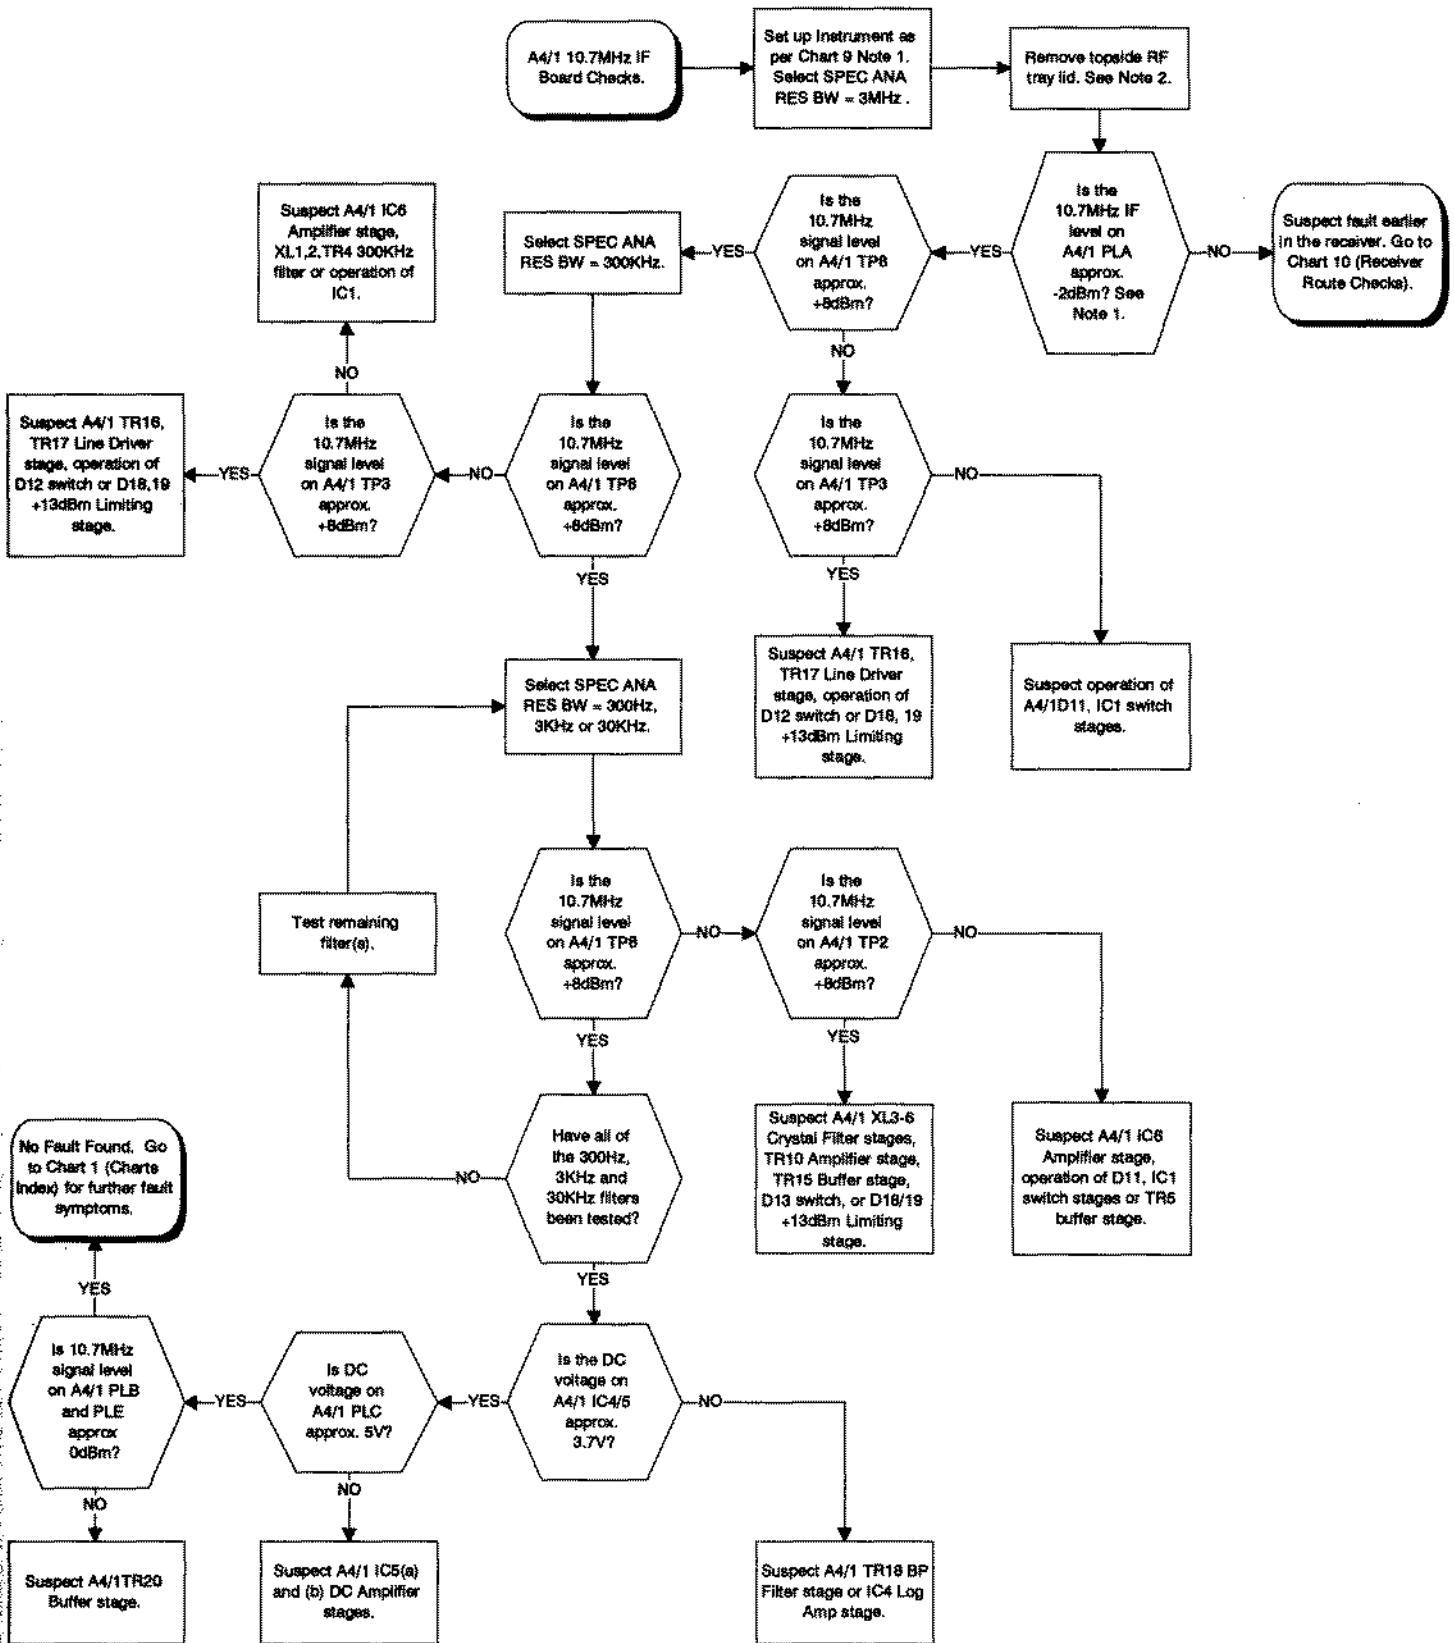 A4/1 10.7MHz IF
Board Checks.
Set up Instrument as
per Chart 9 Note 1.
Select SPEC ANA
RES BW = 3MHz .
Remove topside RF
tray lid. See Note 2.
Is the
10.7MHz IF
level on
A4/1 PLA
approx.
-2dBm? See
Note 1.
NO
Suspect fault earlier
in the receiver. Go to
Chart 10 (Receiver
Route Checks).
YES
Is the
10.7MHz
signal level
on A4/1 TP8
approx.
+8dBm?
YES
NO
Select SPEC ANA
RES BW = 300KHz.
Suspect A4/1 IC6
Amplifier stage,
XL1,2,TR4 300KHz
filter or operation of
IC1.
NO
Suspect A4/1 TR16,
TR17 Line Driver
stage, operation of
D12 switch or D18,19
+13dBm Limiting
stage.
YES
Is the
10.7MHz
signal level
on A4/1 TP3
approx.
+8dBm?
NO
Is the
10.7MHz
signal level
on A4/1 TP8
approx.
+8dBm?
YES
Is the
10.7MHz
signal level
on A4/1 TP3
approx.
+8dBm?
NO
YES
Suspect A4/1 TR16,
TR17 Line Driver
stage, operation of
D12 switch or D18, 19
+13dBm Limiting
stage.
Suspect operation of
A4/1D11, IC1 switch
stages.
Select SPEC ANA
RES BW = 300Hz,
3KHz or 30KHz.
Test remaining
filter(s).
Is the
10.7MHz
signal level
on A4/1 TP8
approx.
+8dBm?
NO
YES
Is the
10.7MHz
signal level
on A4/1 TP2
approx.
+8dBm?
NO
YES
Suspect A4/1 XL3-6
Crystal Filter stages,
TR10 Amplifier stage,
TR15 Buffer stage,
D13 switch, or D18/19
+13dBm Limiting
stage.
Suspect A4/1 IC6
Amplifier stage,
operation of D11, IC1
switch stages or TR5
buffer stage.
Have all of
the 300Hz,
3KHz and
30KHz filters
been tested?
NO
YES
No Fault Found. Go
to Chart 1 (Charts
Index) for further fault
symptoms.
YES
Is 10.7MHz
signal level
on A4/1 PLB
and PLE
approx
0dBm?
YES
NO
Is DC
voltage on
A4/1 PLC
approx. 5V?
YES
NO
Is the DC
voltage on
A4/1 IC4/5
approx.
3.7V?
NO
Suspect A4/1TR20
Buffer stage.
Suspect A4/1 IC5(a)
and (b) DC Amplifier
stages.
Suspect A4/1 TR18 BP
Filter stage or IC4 Log
Amp stage.